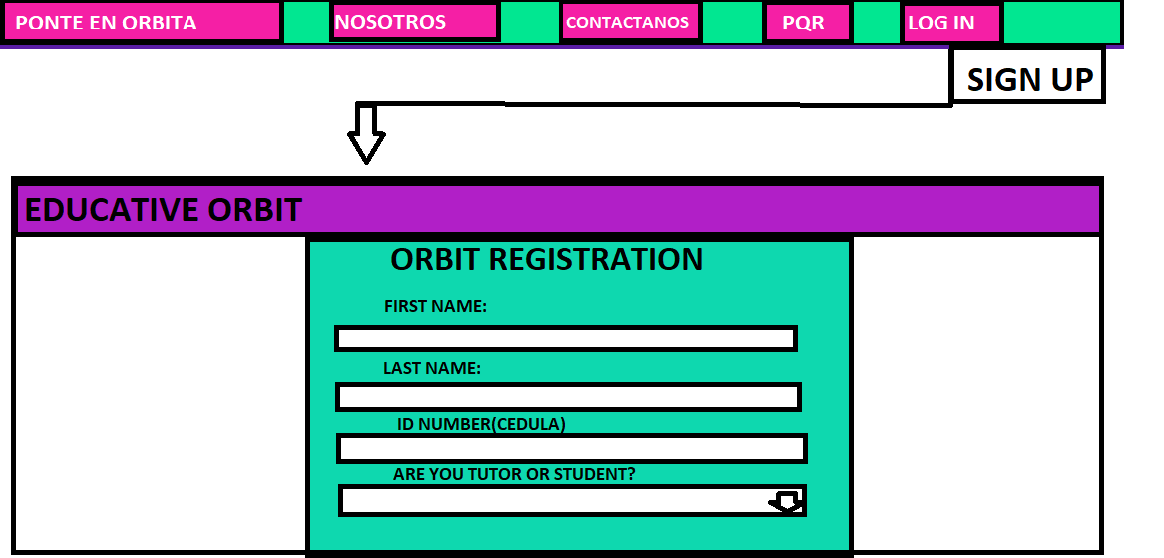 PONTE EN ORBITA NOSOTROS CONTACTANOS PQR LOG IN
SIGN UP
EDUCATIVE ORBIT
ORBIT REGISTRATION
FIRST NAME:
LAST NAME:
ID NUMBER(CEDULA)
ARE YOU TUTOR OR STUDENT?